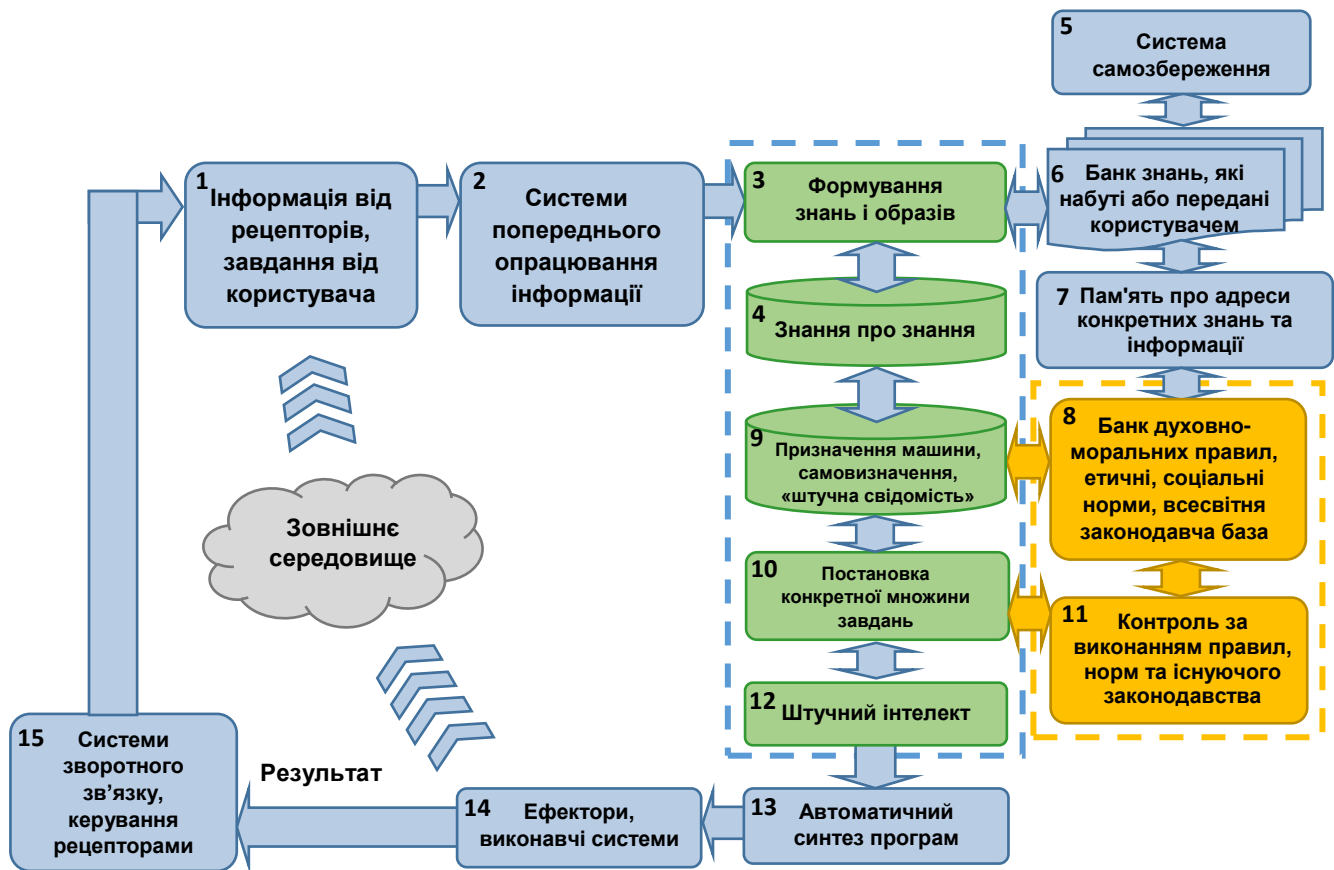 1
Інформація від
рецепторів,
завдання від
користувача
2
Системи
попереднього
опрацювання
інформації
3
Формування
знань і образів
4
Знання про знання
5
Система
самозбереження
6
Банк знань, які
набуті або передані
користувачем
7
Пам'ять про адреси
конкретних знань та
інформації
8
Банк духовно-
моральних правил,
етичні, соціальні
норми, всесвітня
законодавча база
9
Призначення машини,
самовизначення,
«штучна свідомість»
10
Постановка
конкретної множини
завдань
11
Контроль за
виконанням правил,
норм та існуючого
законодавства
12
Штучний інтелект
13
Автоматичний
синтез програм
14
Ефектори,
виконавчі системи
Результат
15
Системи
зворотного
зв’язку,
керування
рецепторами
Зовнішнє
середовище